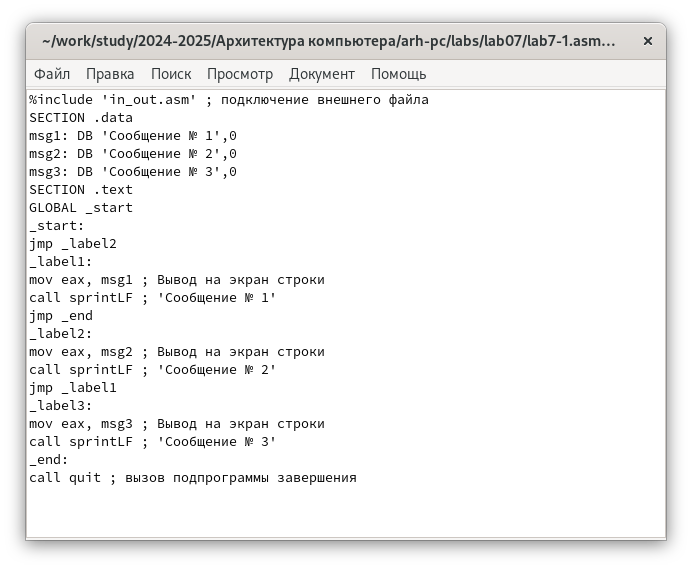 ~/work/study/2024-2025/Архитектура компьютера/arh-pc/labs/lab07/lab7-1.asm...
Файл Правка Поиск Просмотр Документ Помощь
%include 'in_out.asm' ; подключение внешнего файла
SECTION .data
msg1: DB 'Сообщение № 1',0
msg2: DB 'Сообщение № 2',0
msg3: DB 'Сообщение № 3',0
SECTION .text
GLOBAL _start
_start:
jmp _label2
_label1:
mov eax, msg1 ; Вывод на экран строки
call sprintLF ; 'Сообщение № 1'
jmp _end
_label2:
mov eax, msg2 ; Вывод на экран строки
call sprintLF ; 'Сообщение № 2'
jmp _label1
_label3:
mov eax, msg3 ; Вывод на экран строки
call sprintLF ; 'Сообщение № 3'
_end:
call quit ; вызов подпрограммы завершения